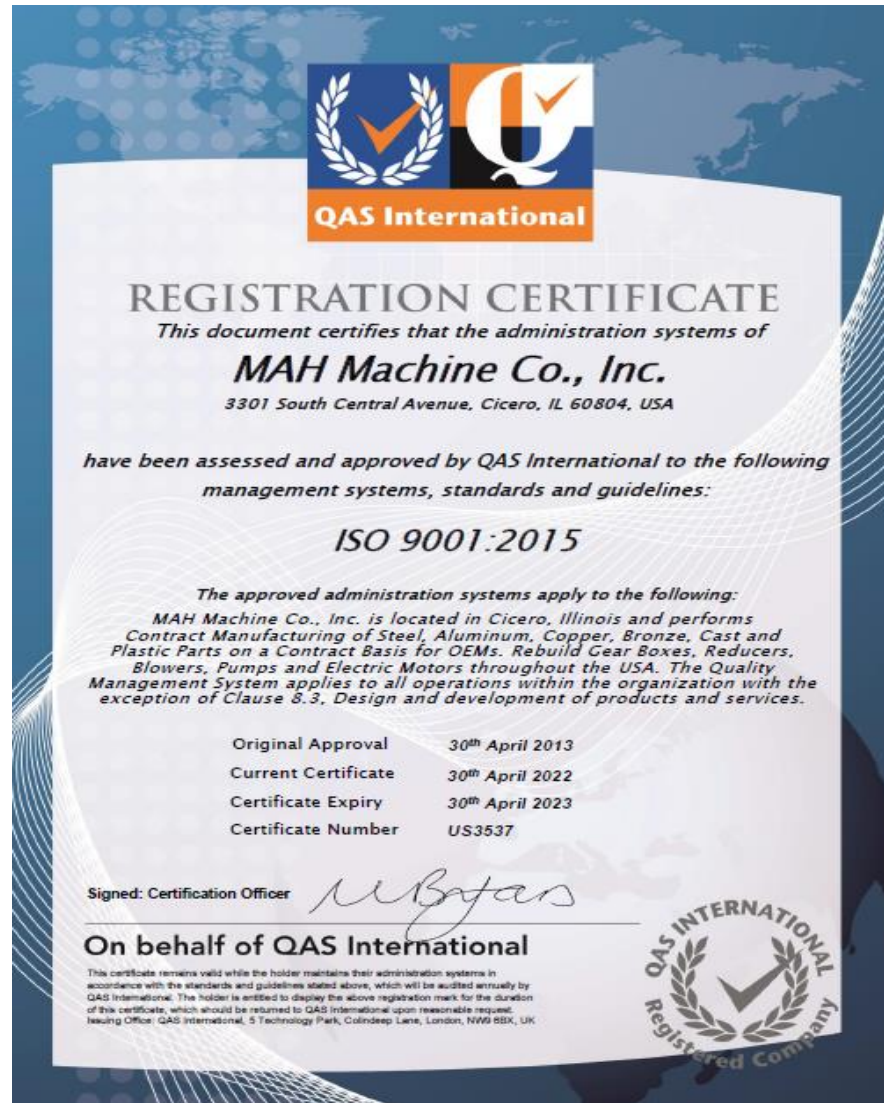 QAS International
REGISTRATION CERTIFICATE
This document certifies that the administration systems of
MAH Machine Co., Inc.
3301 South Central Avenue, Cicero, IL 60804, USA
have been assessed and approved by QAS International to the following
management systems, standards and guidelines:
ISO 9001:2015
The approved administration systems apply to the following:
MAH Machine Co., Inc. is located in Cicero, Illinois and performs
Contract Manufacturing of Steel, Aluminum, Copper, Bronze, Cast and
Plastic Parts on a Contract Basis for OEMs. Rebuild Gear Boxes, Reducers,
Blowers, Pumps and Electric Motors throughout the USA. The Quality
Management System applies to all operations within the organization with the
exception of Clause 8.3, Design and development of products and services.
Original Approval 30th April 2013
Current Certificate 30th April 2022
Certificate Expiry 30th April 2023
Certificate Number US3537
Signed: Certification Officer
On behalf of QAS International
This certificate remains valid while the holder maintains their administration systems in
accordance with the standards and guidelines stated above, which will be audited annually by
QAS International. The holder is entitled to display the above registration mark for the duration
of this certificate, which should be returned to QAS International upon reasonable request.
Issuing Office: QAS International, 5 Technology Park, Colindeep Lane, London, NW9 6BX, UK
QAS INTERNATIONAL
Registered Company